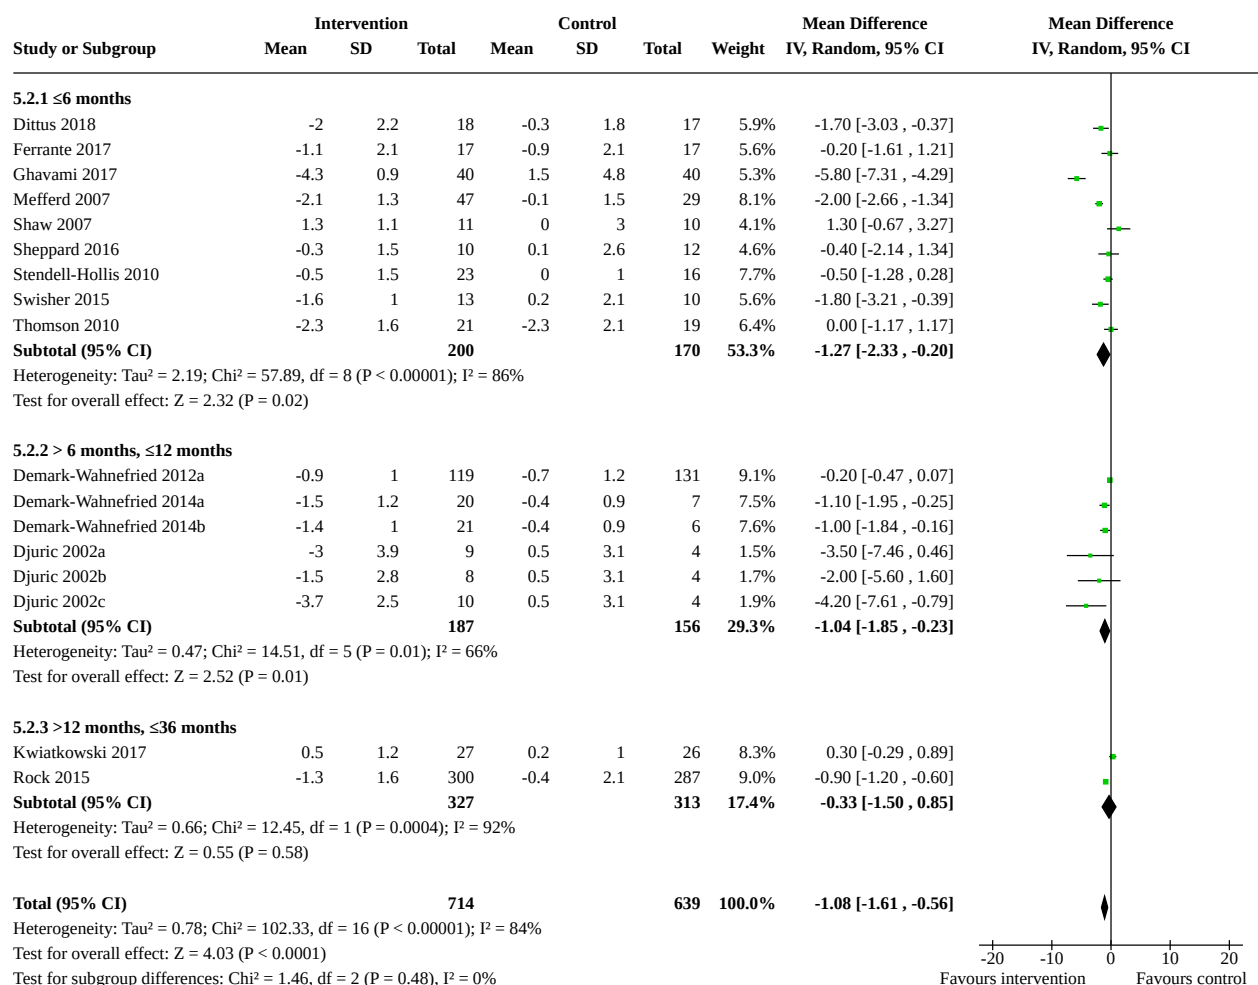 Intervention Control Mean Difference Mean Difference
Study or Subgroup Mean SD Total Mean SD Total Weight IV, Random, 95% CI IV, Random, 95% CI
5.2.1 ≤6 months
Dittus 2018 -2 2.2 18 -0.3 1.8 17 5.9% -1.70 [-3.03 , -0.37]
Ferrante 2017 -1.1 2.1 17 -0.9 2.1 17 5.6% -0.20 [-1.61 , 1.21]
Ghavami 2017 -4.3 0.9 40 1.5 4.8 40 5.3% -5.80 [-7.31 , -4.29]
Mefferd 2007 -2.1 1.3 47 -0.1 1.5 29 8.1% -2.00 [-2.66 , -1.34]
Shaw 2007 1.3 1.1 11 0 3 10 4.1% 1.30 [-0.67 , 3.27]
Sheppard 2016 -0.3 1.5 10 0.1 2.6 12 4.6% -0.40 [-2.14 , 1.34]
Stendell-Hollis 2010 -0.5 1.5 23 0 1 16 7.7% -0.50 [-1.28 , 0.28]
Swisher 2015 -1.6 1 13 0.2 2.1 10 5.6% -1.80 [-3.21 , -0.39]
Thomson 2010 -2.3 1.6 21 -2.3 2.1 19 6.4% 0.00 [-1.17 , 1.17]
Subtotal (95% CI) 200 170 53.3% -1.27 [-2.33 , -0.20]
Heterogeneity: Tau² = 2.19; Chi² = 57.89, df = 8 (P < 0.00001); I² = 86%
Test for overall effect: Z = 2.32 (P = 0.02)
5.2.2 > 6 months, ≤12 months
Demark-Wahnefried 2012a -0.9 1 119 -0.7 1.2 131 9.1% -0.20 [-0.47 , 0.07]
Demark-Wahnefried 2014a -1.5 1.2 20 -0.4 0.9 7 7.5% -1.10 [-1.95 , -0.25]
Demark-Wahnefried 2014b -1.4 1 21 -0.4 0.9 6 7.6% -1.00 [-1.84 , -0.16]
Djuric 2002a -3 3.9 9 0.5 3.1 4 1.5% -3.50 [-7.46 , 0.46]
Djuric 2002b -1.5 2.8 8 0.5 3.1 4 1.7% -2.00 [-5.60 , 1.60]
Djuric 2002c -3.7 2.5 10 0.5 3.1 4 1.9% -4.20 [-7.61 , -0.79]
Subtotal (95% CI) 187 156 29.3% -1.04 [-1.85 , -0.23]
Heterogeneity: Tau² = 0.47; Chi² = 14.51, df = 5 (P = 0.01); I² = 66%
Test for overall effect: Z = 2.52 (P = 0.01)
5.2.3 >12 months, ≤36 months
Kwiatkowski 2017 0.5 1.2 27 0.2 1 26 8.3% 0.30 [-0.29 , 0.89]
Rock 2015 -1.3 1.6 300 -0.4 2.1 287 9.0% -0.90 [-1.20 , -0.60]
Subtotal (95% CI) 327 313 17.4% -0.33 [-1.50 , 0.85]
Heterogeneity: Tau² = 0.66; Chi² = 12.45, df = 1 (P = 0.0004); I² = 92%
Test for overall effect: Z = 0.55 (P = 0.58)
Total (95% CI) 714 639 100.0% -1.08 [-1.61 , -0.56]
Heterogeneity: Tau² = 0.78; Chi² = 102.33, df = 16 (P < 0.00001); I² = 84%
Test for overall effect: Z = 4.03 (P < 0.0001)
-20 -10 0 10 20
Test for subgroup differences: Chi² = 1.46, df = 2 (P = 0.48), I² = 0%
Favours intervention Favours control